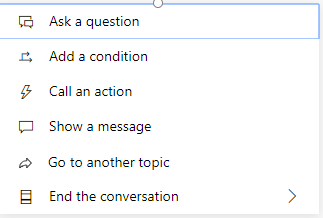 Ask a question
Add a condition
Call an action
Show a message
Go to another topic
End the conversation